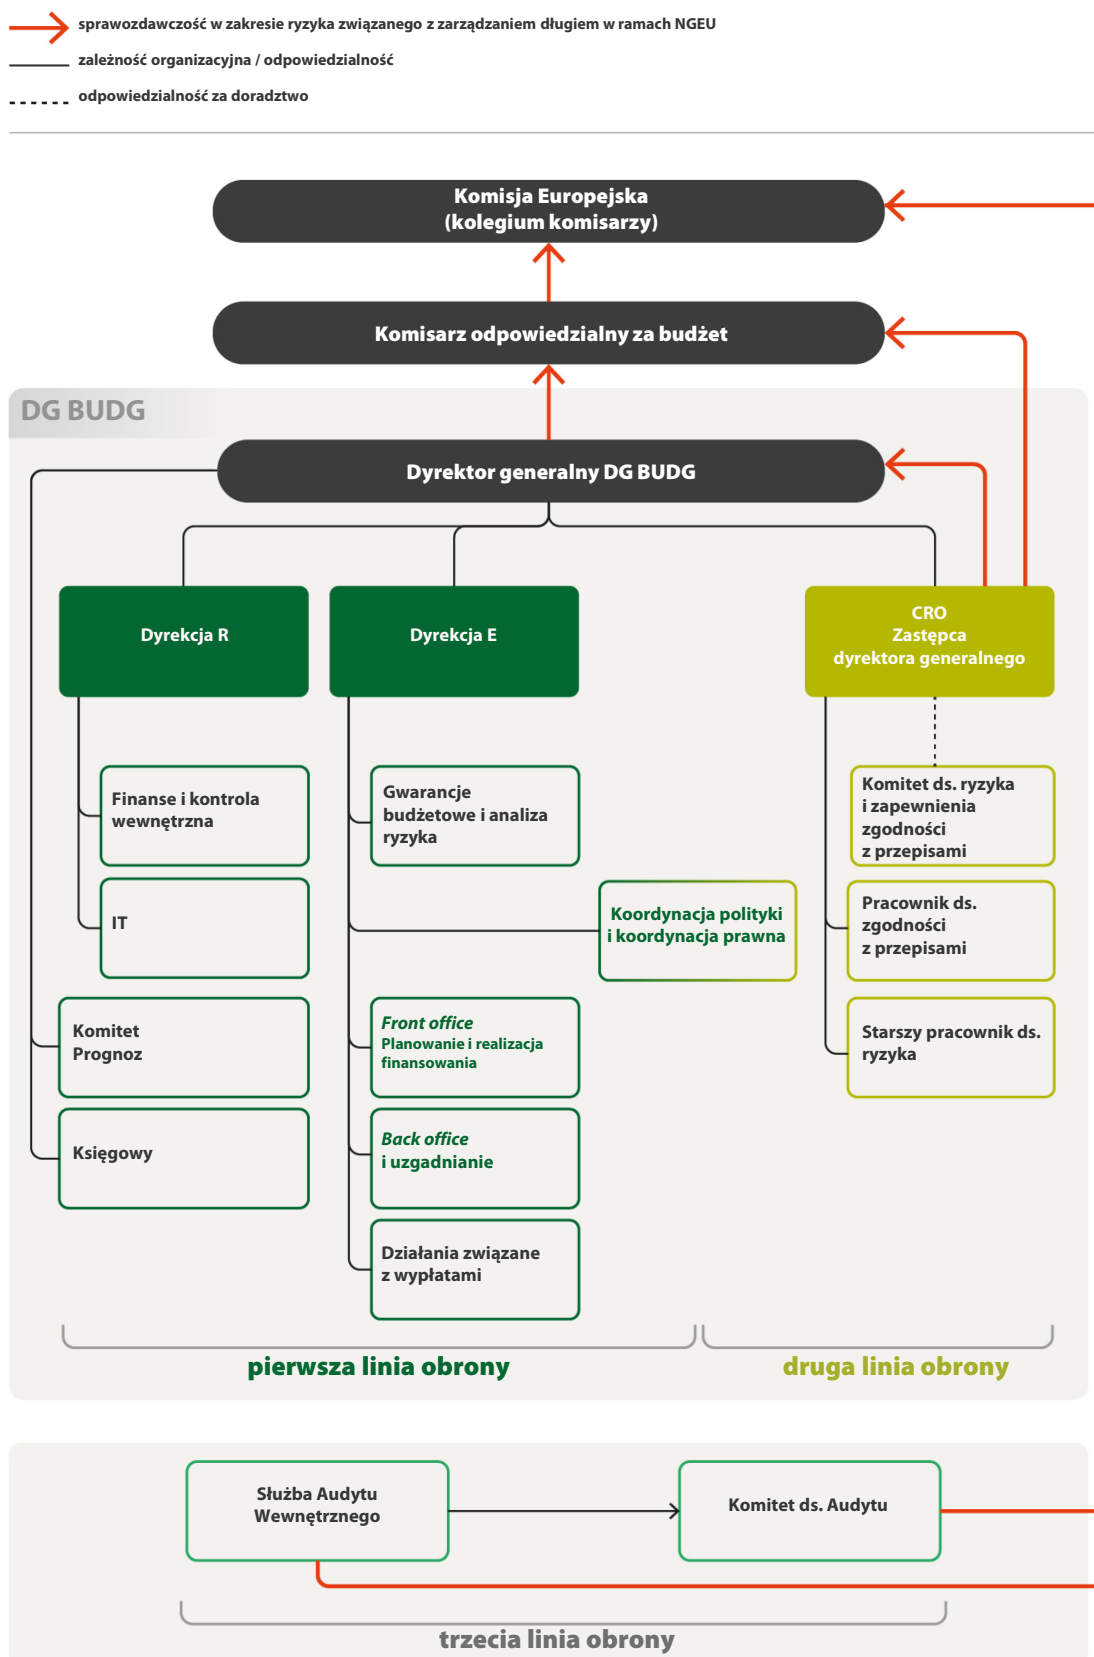 sprawozdawczość w zakresie ryzyka związanego z zarządzaniem długiem w ramach NGEU
zależność organizacyjna / odpowiedzialność
odpowiedzialność za doradztwo
Komisja Europejska
(kolegium komisarzy)
Komisarz odpowiedzialny za budżet
DG BUDG
Dyrektor generalny DG BUDG
Dyrekcja R
Dyrekcja E
CRO
Zastępca
dyrektora generalnego
Finanse i kontrola
wewnętrzna
IT
Komitet
Prognoz
Księgowy
Gwarancje
budżetowe i analiza
ryzyka
Koordynacja polityki
i koordynacja prawna
Front office
Planowanie i realizacja
finansowania
Back office
i uzgadnianie
Działania związane
z wypłatami
Komitet ds. ryzyka
i zapewnienia
zgodności
z przepisami
Pracownik ds.
zgodności
z przepisami
Starszy pracownik ds.
ryzyka
pierwsza linia obrony
druga linia obrony
Służba Audytu
Wewnętrznego
Komitet ds. Audytu
trzecia linia obrony